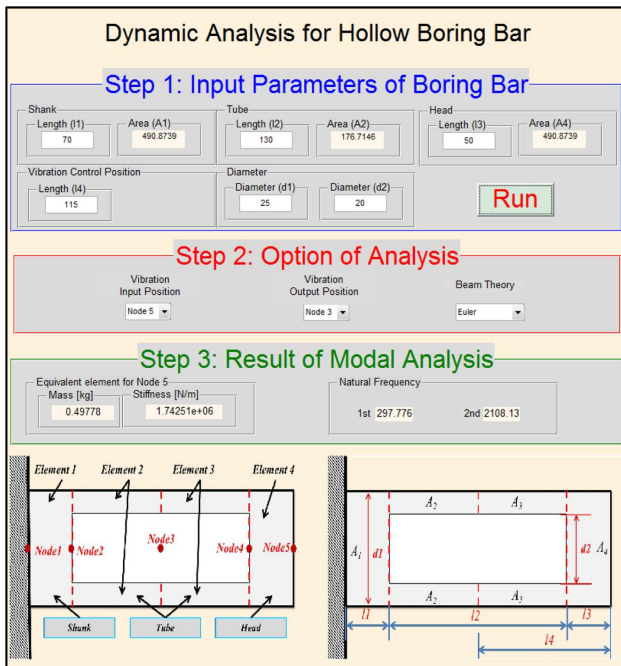 Dynamic Analysis for Hollow Boring Bar
Step 1: Input Parameters of Boring Bar
Shank
Length (l1)
70
Area (A1)
490.8739
Tube
Length (l2)
130
Area (A2)
176.7146
Head
Length (l3)
50
Area (A4)
490.8739
Vibration Control Position
Length (l4)
115
Diameter
Diameter (d1)
25
Diameter (d2)
20
Run
Step 2: Option of Analysis
Vibration
Input Position
Node 5
Vibration
Output Position
Node 3
Beam Theory
Euler
Step 3: Result of Modal Analysis
Equivalent element for Node 5
Mass [kg]
0.49778
Stiffness [N/m]
1.74251e+06
Natural Frequency
1st 297.776 2nd 2108.13
Element 1 Element 2 Element 3 Element 4
Node1 Node2 Node3 Node4 Node5
Shunk Tube Head
A2 A3
A1 d1 d2 A4
A2 A3
l1 l2 l3
l4